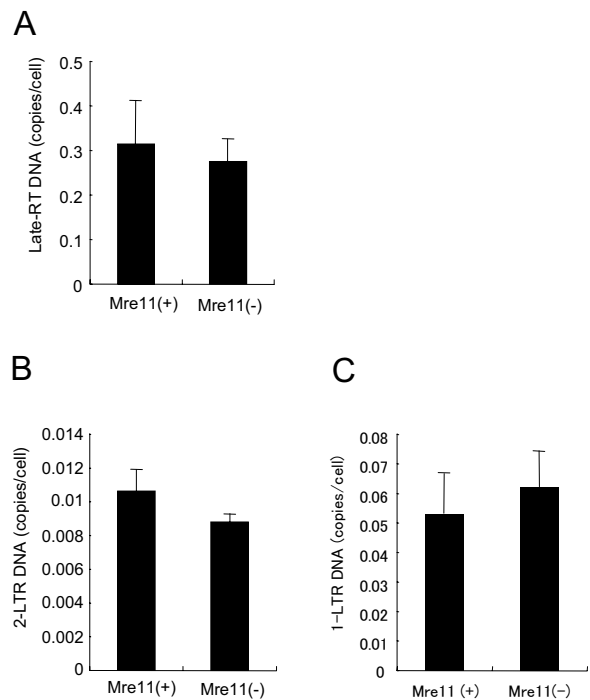 A
Late-RT DNA (copies/cell)
0.5
0.4
0.3
0.2
0.1
0
Mre11(+) Mre11(-)
B
2-LTR DNA (copies/cell)
0.014
0.012
0.01
0.008
0.006
0.004
0.002
0
Mre11(+) Mre11(-)
C
1-LTR DNA (copies/cell)
0.08
0.07
0.06
0.05
0.04
0.03
0.02
0.01
0
Mre11 (+) Mre11(-)